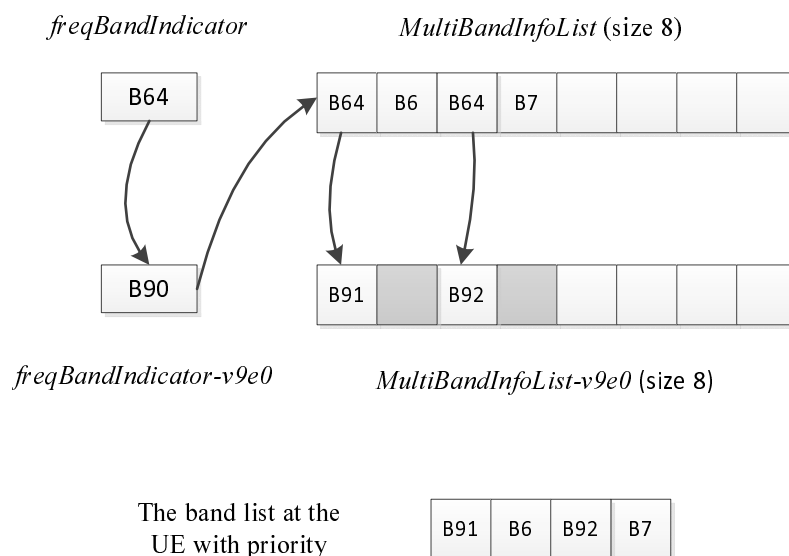 freqBandIndicator
MultiBandInfoList (size 8)
B64
B64 B6 B64 B7
B90
B91 B92
freqBandIndicator-v9e0
MultiBandInfoList-v9e0 (size 8)
The band list at the
UE with priority
B91 B6 B92 B7